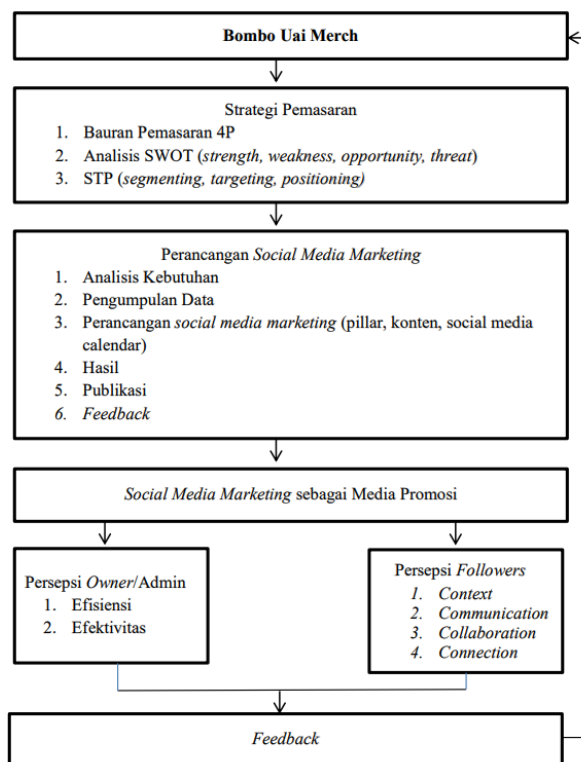 Bombo Uai Merch
Strategi Pemasaran
1. Bauran Pemasaran 4P
2. Analisis SWOT (strength, weakness, opportunity, threat)
3. STP (segmenting, targeting, positioning)
Perancangan Social Media Marketing
1. Analisis Kebutuhan
2. Pengumpulan Data
3. Perancangan social media marketing (pillar, konten, social media
calendar)
4. Hasil
5. Publikasi
6. Feedback
Social Media Marketing sebagai Media Promosi
Persepsi Owner/Admin
1. Efisiensi
2. Efektivitas
Persepsi Followers
1. Context
2. Communication
3. Collaboration
4. Connection
Feedback